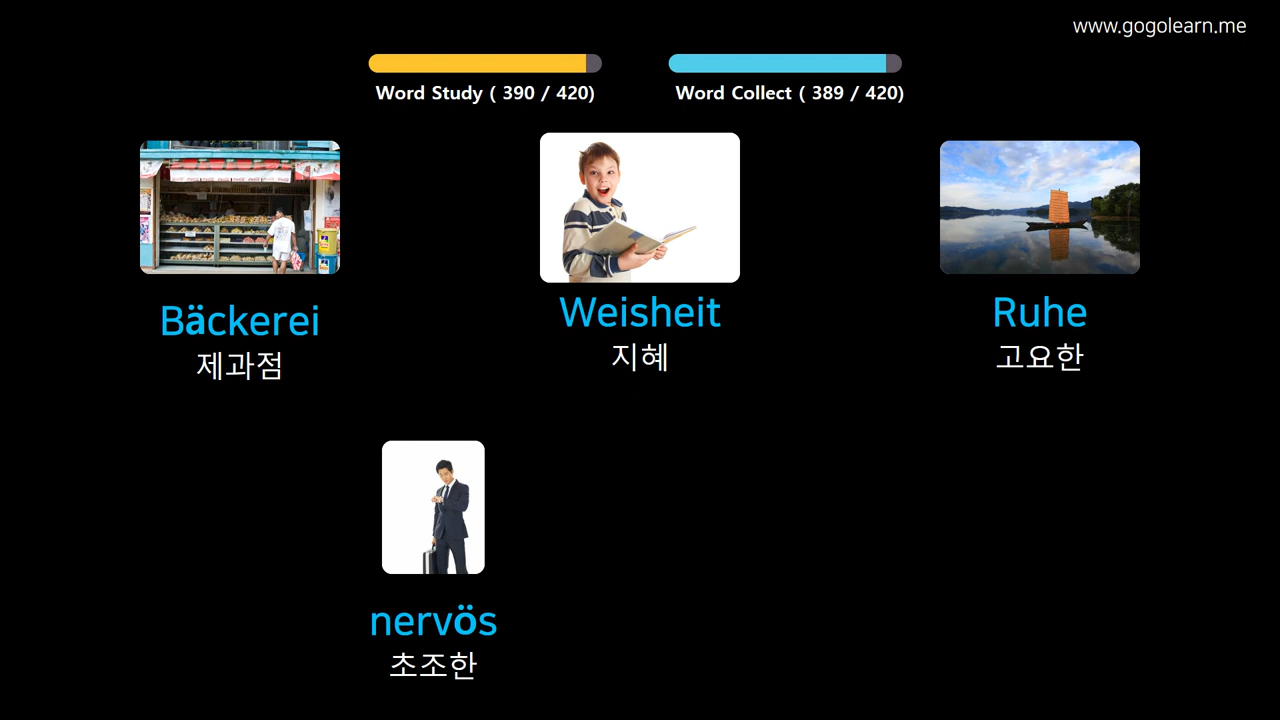 www.gogolearn.me
Word Study ( 390 / 420)
Word Collect ( 389 / 420)
Bäckerei
제과점
Weisheit
지혜
Ruhe
고요한
nervös
초조한